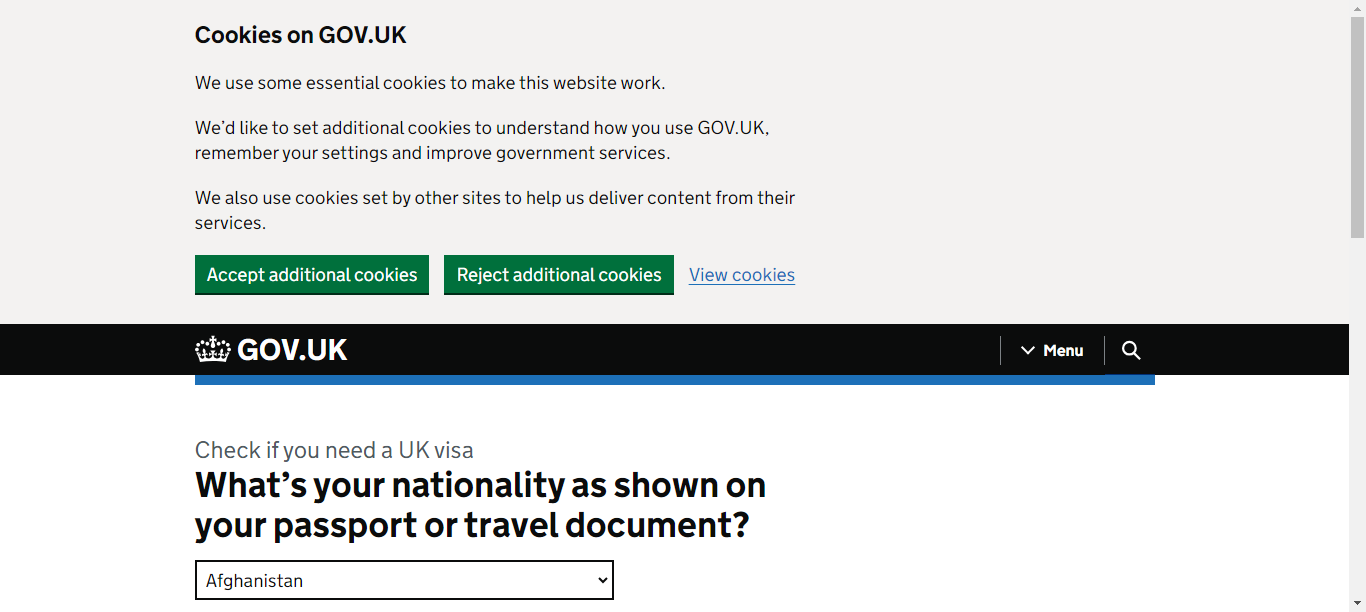 Cookies on GOV.UK
We use some essential cookies to make this website work.
We’d like to set additional cookies to understand how you use GOV.UK,
remember your settings and improve government services.
We also use cookies set by other sites to help us deliver content from their
services.
Accept additional cookies Reject additional cookies View cookies
GOV.UK Menu
Check if you need a UK visa
What’s your nationality as shown on
your passport or travel document?
Afghanistan